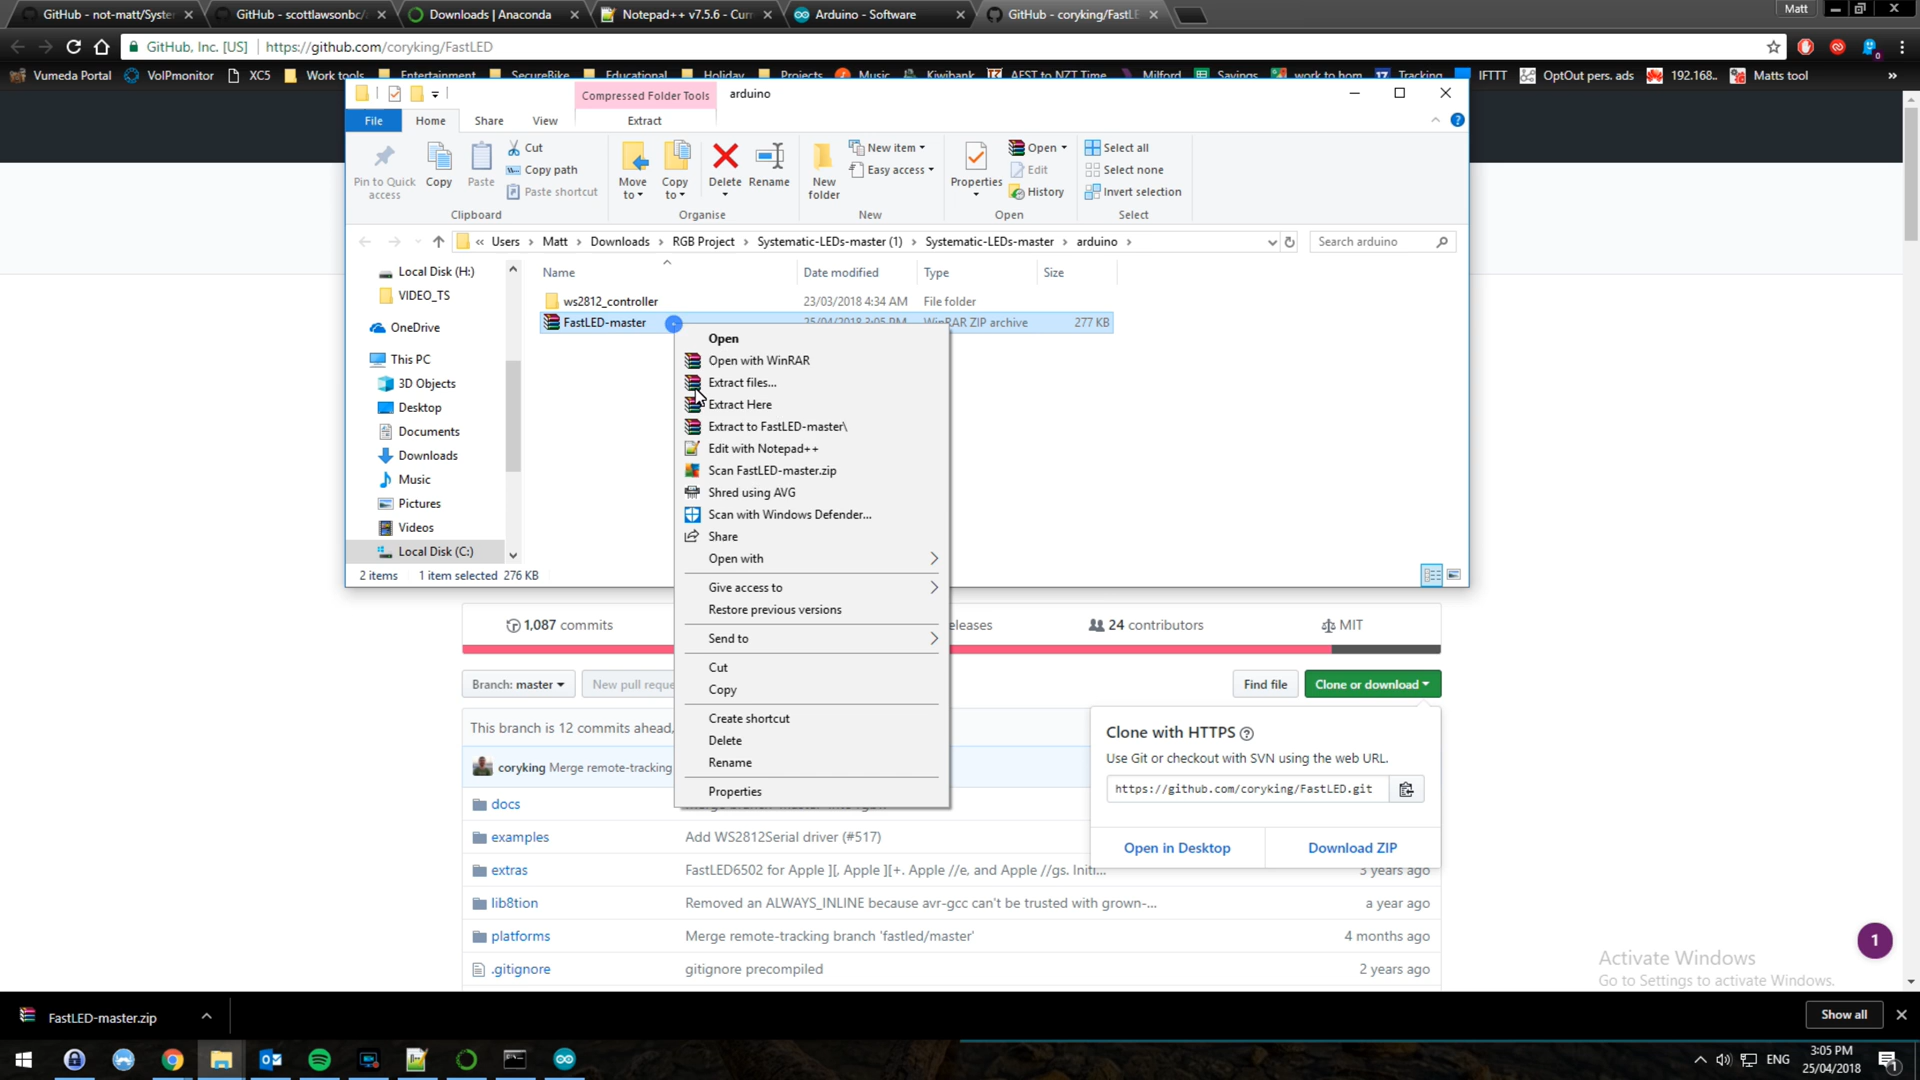 GitHub - not-matt/Syste
GitHub - scottlawsonbc/
Downloads | Anaconda
Notepad++ v7.5.6 - Curr
Arduino - Software
GitHub - coryking/FastLE
Matt
GitHub, Inc. [US]
https://github.com/coryking/FastLED
Vumeda Portal
VoIPmonitor
XC5
Work tools
Entertainment
SecureBike
Educational
Holiday
Projects
Music
Kiwibank
AEST to NZT Time
Milford
Savings
work to hom
Tracking
IFTTT
OptOut pers. ads
192.168..
Matts tool
»
Compressed Folder Tools
arduino
File
Home
Share
View
Extract
Pin to Quick access
Copy
Paste
Cut
Copy path
Paste shortcut
Clipboard
Move to
Copy to
Delete
Rename
Organise
New folder
New item
Easy access
New
Properties
Open
Edit
History
Open
Select all
Select none
Invert selection
Select
« Users › Matt › Downloads › RGB Project › Systematic-LEDs-master (1) › Systematic-LEDs-master › arduino ›
Search arduino
Local Disk (H:)
VIDEO_TS
OneDrive
This PC
3D Objects
Desktop
Documents
Downloads
Music
Pictures
Videos
Local Disk (C:)
Name
Date modified
Type
Size
ws2812_controller
23/03/2018 4:34 AM
File folder
FastLED-master
25/04/2018 3:05 PM
WinRAR ZIP archive
277 KB
2 items
1 item selected 276 KB
Open
Open with WinRAR
Extract files...
Extract Here
Extract to FastLED-master\
Edit with Notepad++
Scan FastLED-master.zip
Shred using AVG
Scan with Windows Defender...
Share
Open with
Give access to
Restore previous versions
Send to
Cut
Copy
Create shortcut
Delete
Rename
Properties
1,087 commits
eleases
24 contributors
MIT
Branch: master
New pull reque
Find file
Clone or download
This branch is 12 commits ahead,
coryking Merge remote-tracking
Clone with HTTPS
Use Git or checkout with SVN using the web URL.
https://github.com/coryking/FastLED.git
Open in Desktop
Download ZIP
docs
examples
Add WS2812Serial driver (#517)
extras
FastLED6502 for Apple ][, Apple ][+. Apple //e, and Apple //gs. Initi...
3 years ago
lib8tion
Removed an ALWAYS_INLINE because avr-gcc can't be trusted with grown-...
a year ago
platforms
Merge remote-tracking branch 'fastled/master'
4 months ago
.gitignore
gitignore precompiled
2 years ago
1
Activate Windows
Go to Settings to activate Windows.
FastLED-master.zip
Show all
ENG
3:05 PM
25/04/2018
1